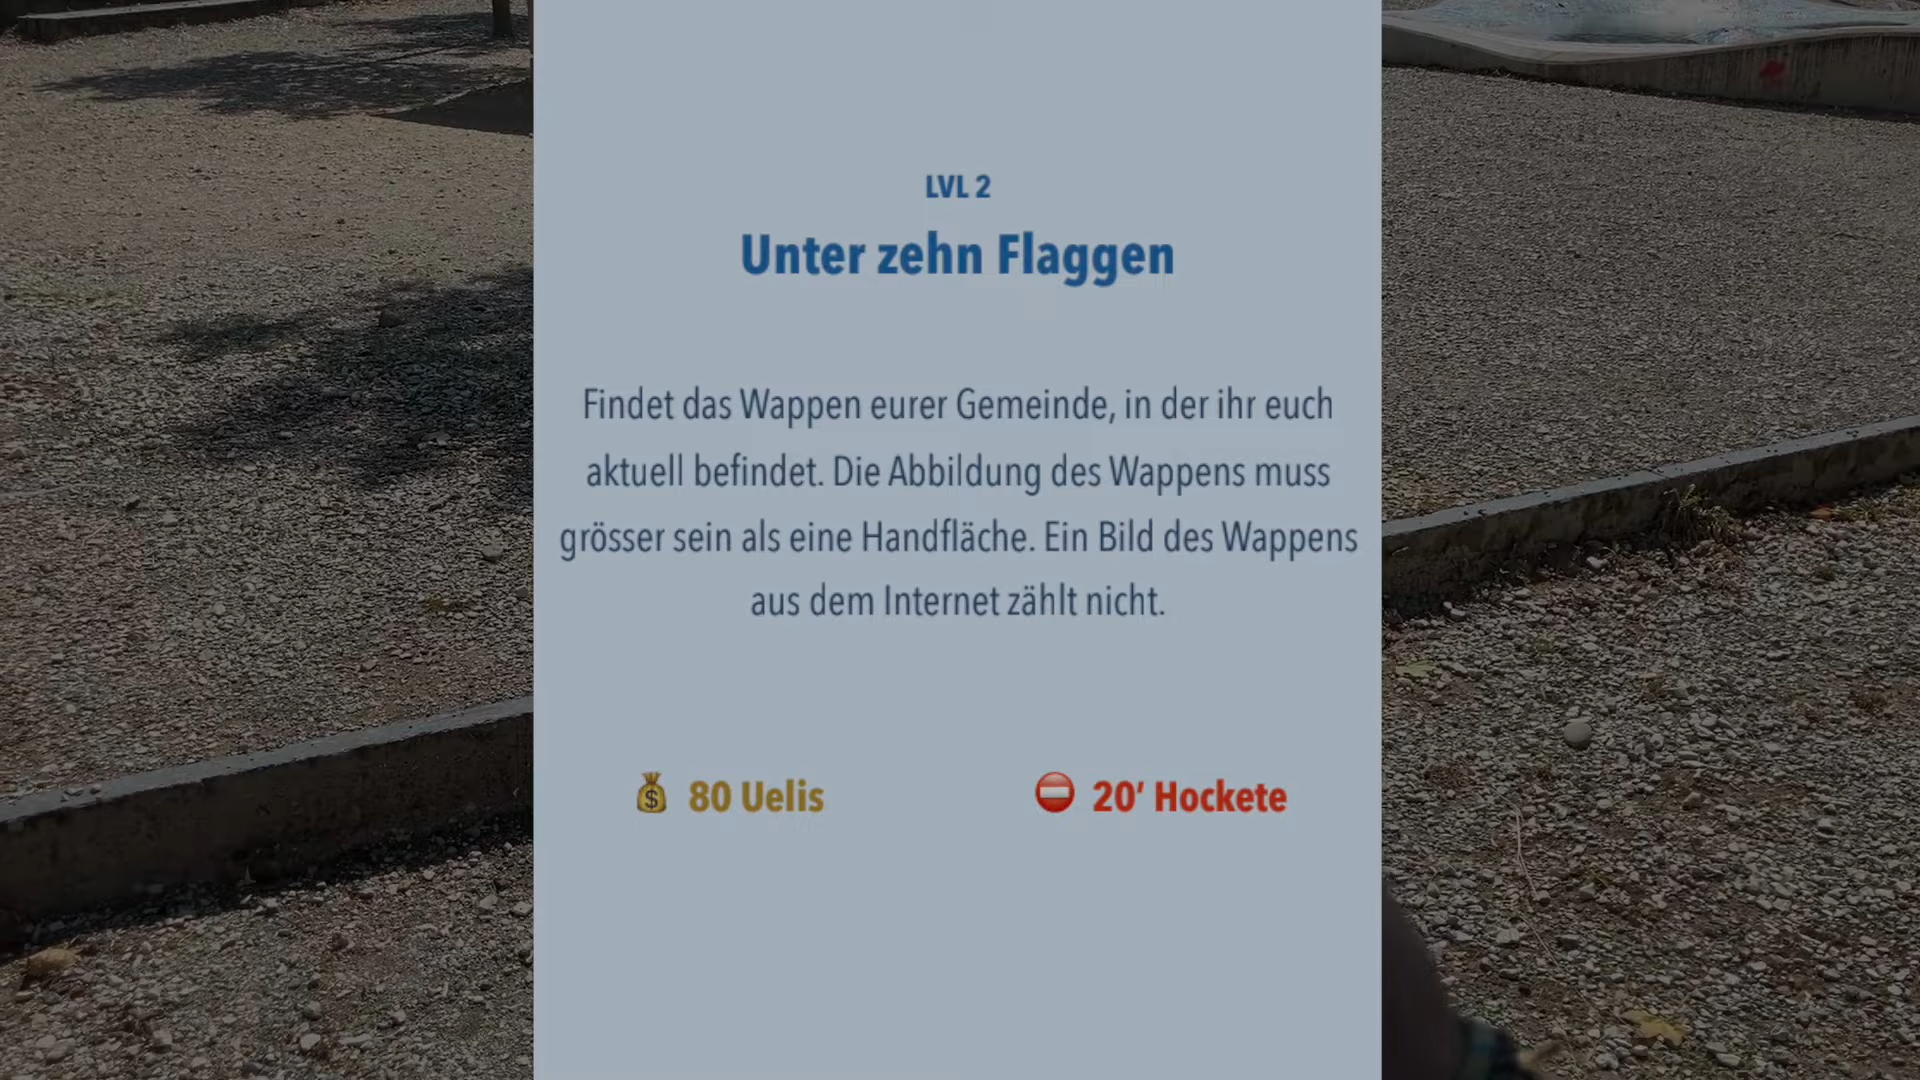 LVL 2
Unter zehn Flaggen
Findet das Wappen eurer Gemeinde, in der ihr euch
aktuell befindet. Die Abbildung des Wappens muss
grösser sein als eine Handfläche. Ein Bild des Wappens
aus dem Internet zählt nicht.
80 Uelis
20′ Hockete